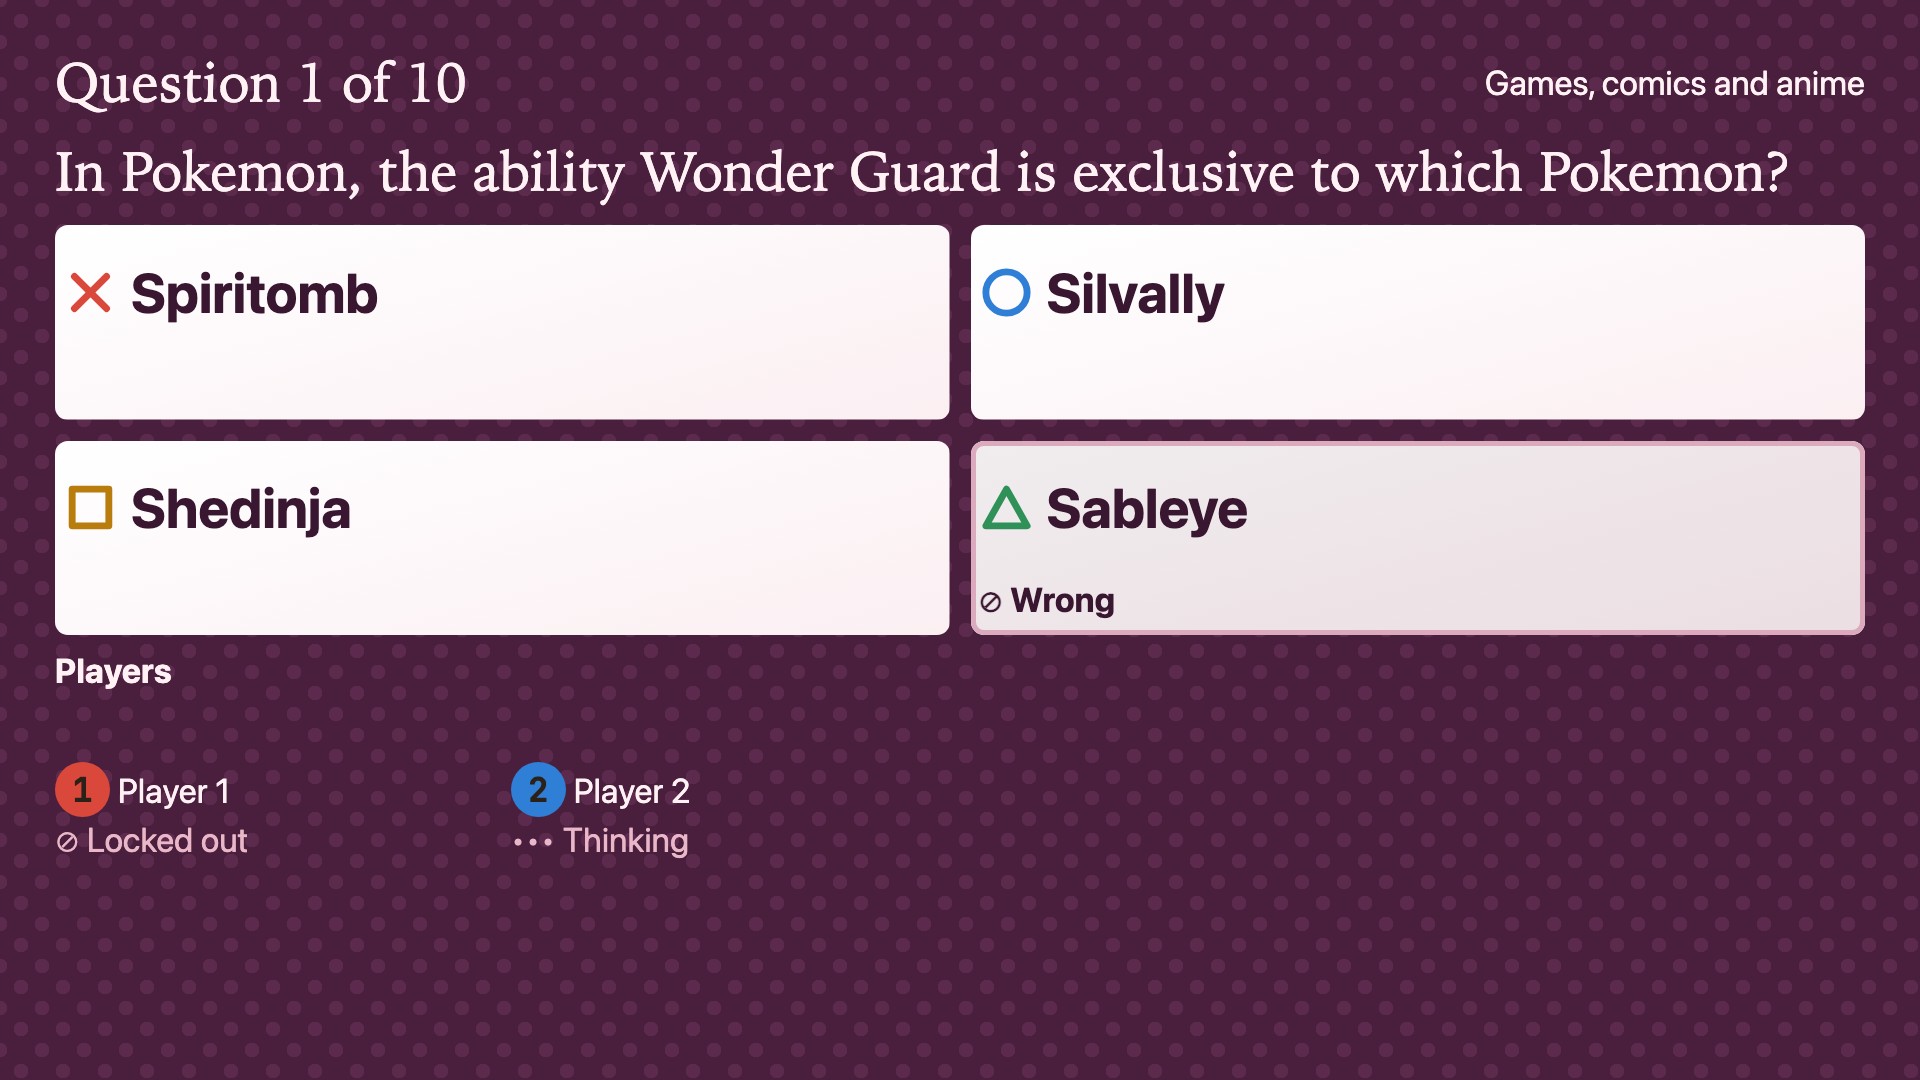 Question 1 of 10
Games, comics and anime
In Pokemon, the ability Wonder Guard is exclusive to which Pokemon?
Spiritomb
Silvally
Shedinja
Sableye
Wrong
Players
1 Player 1
Locked out
2 Player 2
Thinking